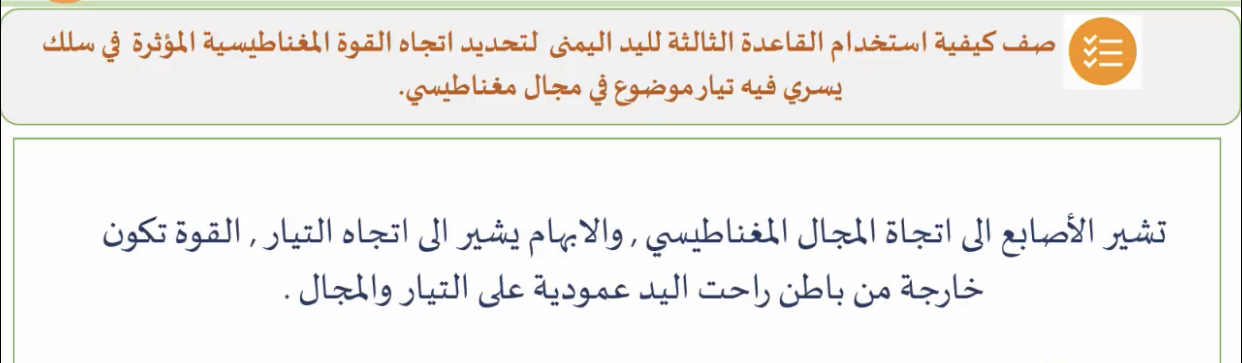 صف كيفية استخدام القاعدة الثالثة لليد اليمنى لتحديد اتجاه القوة المغناطيسية المؤثرة في سلك
يسري فيه تيار موضوع في مجال مغناطيسي.
تشير الأصابع الى اتجاة المجال المغناطيسي , والابهام يشير الى اتجاه التيار , القوة تكون
خارجة من باطن راحت اليد عمودية على التيار والمجال .